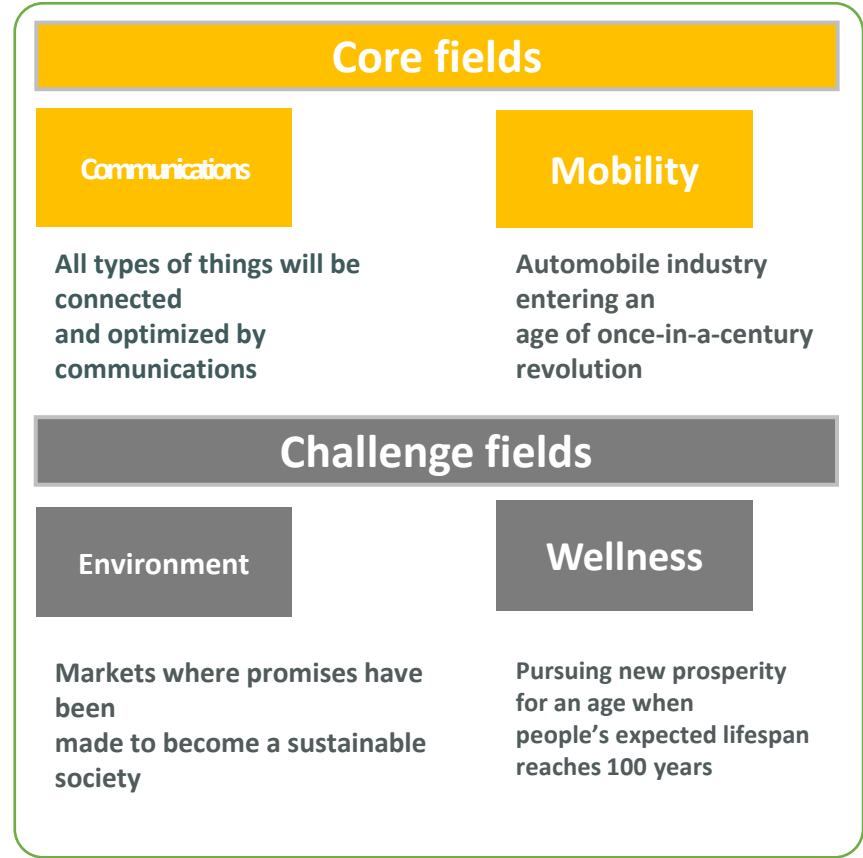 Core fields
Communications
Mobility
All types of things will be
connected
and optimized by
communications
Automobile industry
entering an
age of once-in-a-century
revolution
Challenge fields
Environment
Wellness
Markets where promises have
been
made to become a sustainable
society
Pursuing new prosperity
for an age when
people’s expected lifespan
reaches 100 years